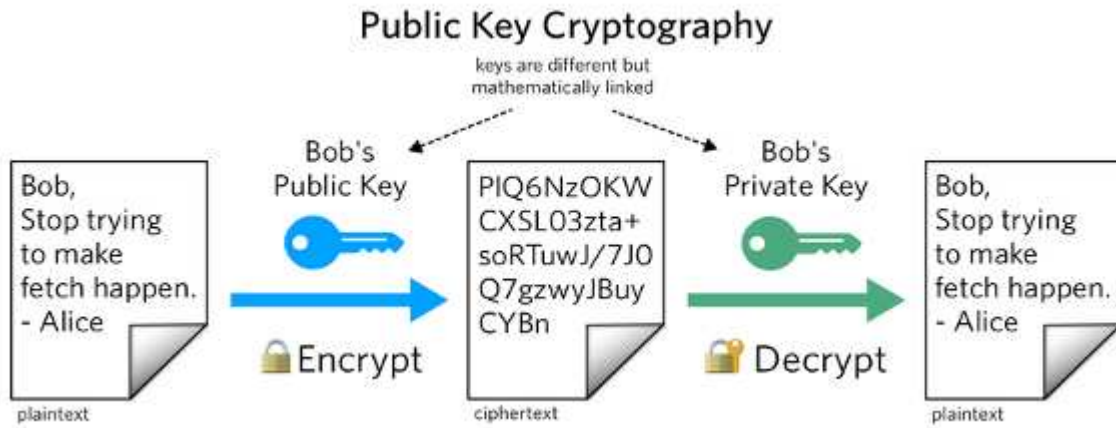 Public Key Cryptography
keys are different but
mathematically linked
Bob's
Public Key
Bob's
Private Key
Bob,
Stop trying
to make
fetch happen.
- Alice
PIQ6NzOKW
CXSL03zta+
soRTuwJ/7J0
Q7gzwyJBuy
CYBn
Bob,
Stop trying
to make
fetch happen.
- Alice
Encrypt
Decrypt
plaintext
ciphertext
plaintext